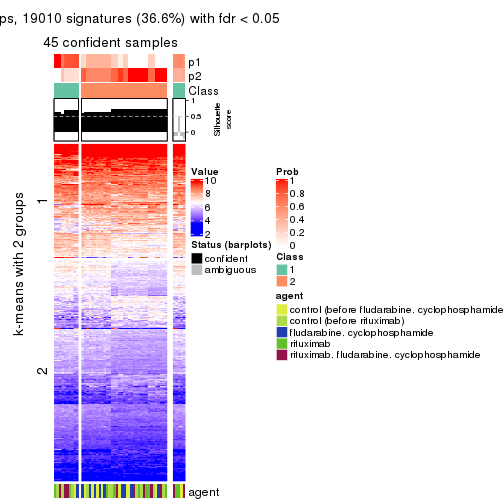 ps, 19010 signatures (36.6%) with fdr < 0.05
45 confident samples
p1
p2
Class
1
0.5
0
Silhouette
score
k-means with 2 groups
1
2
Value
10
8
6
4
2
Status (barplots)
confident
ambiguous
Prob
1
0.8
0.6
0.4
0.2
0
Class
1
2
agent
control (before fludarabine. cyclophosphamide
control (before rituximab)
fludarabine. cyclophosphamide
rituximab
rituximab. fludarabine. cyclophosphamide
agent